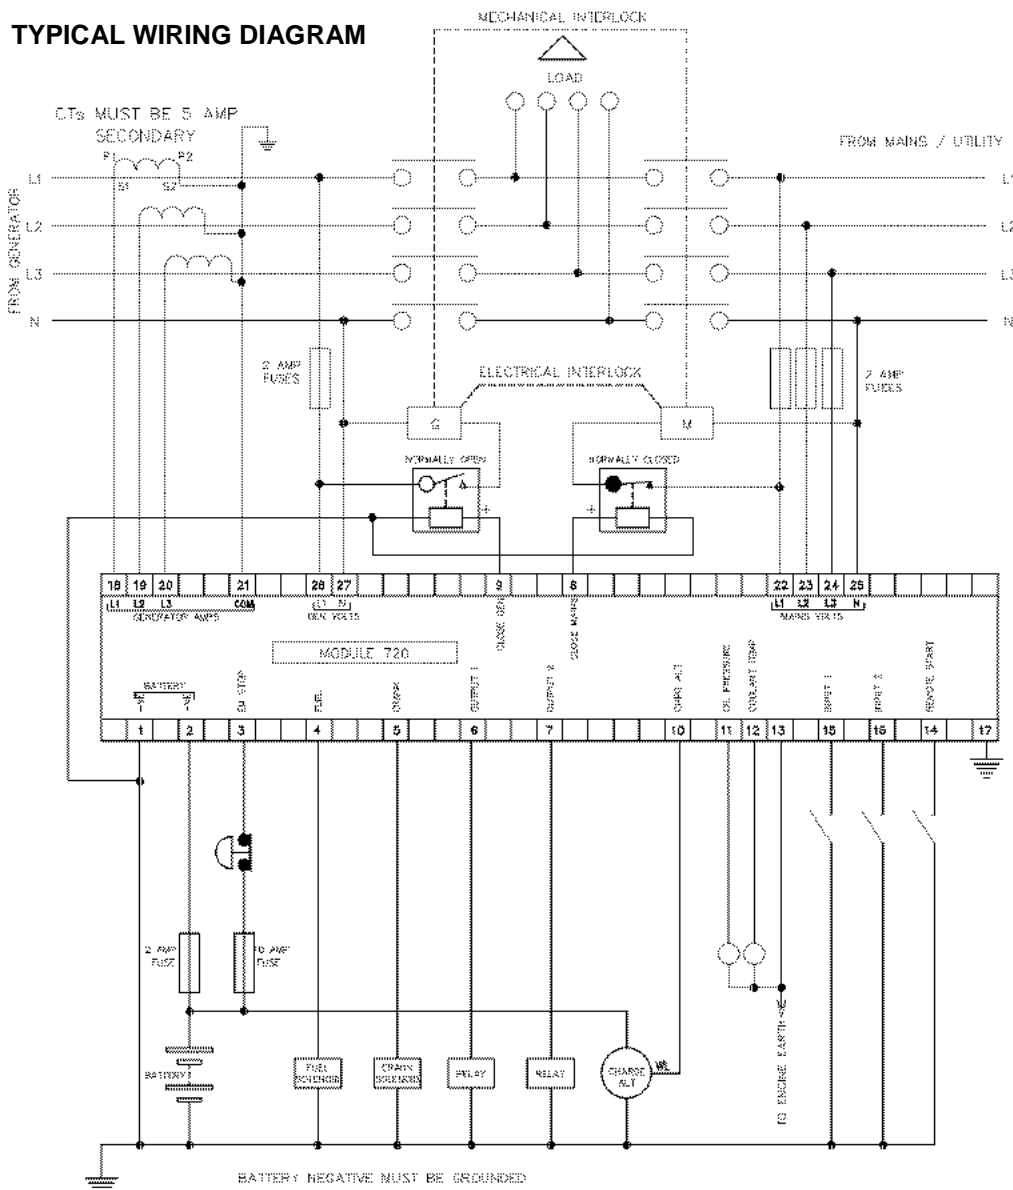 TYPICAL WIRING DIAGRAM
MECHANICAL INTERLOCK
LOAD
CTs MUST BE 5 AMP
SECONDARY
FROM MAINS / UTILITY
P1 P2
S1 S2
L1
L2
L3
N
FROM GENERATOR
L1
L2
L3
N
2 AMP
FUSES
ELECTRICAL INTERLOCK
2 AMP
FUSES
G
M
NORMALLY OPEN
NORMALLY CLOSED
+
+
18 19 20 21 26 27 9 8 22 23 24 25
L1 L2 L3 COM L1 N L1 L2 L3 N
GENERATOR AMPS
GEN VOLTS
CLOSE GEN
CLOSE MAINS
MAINS VOLTS
MODULE 720
BATTERY
-VE
+VE
EM STOP
FUEL
CRANK
OUTPUT 1
OUTPUT 2
CHRG ALT
OIL PRESSURE
COOLANT TEMP
INPUT 1
INPUT 2
REMOTE START
1 2 3 4 5 6 7 10 11 12 13 15 16 14 17
2 AMP
FUSE
AMP
FUSE
BATTERY
FUEL
SOLENOID
CRANK
SOLENOID
RELAY
RELAY
CHARGE
ALT
WL
TO ENGINE EARTH
BATTERY NEGATIVE MUST BE GROUNDED